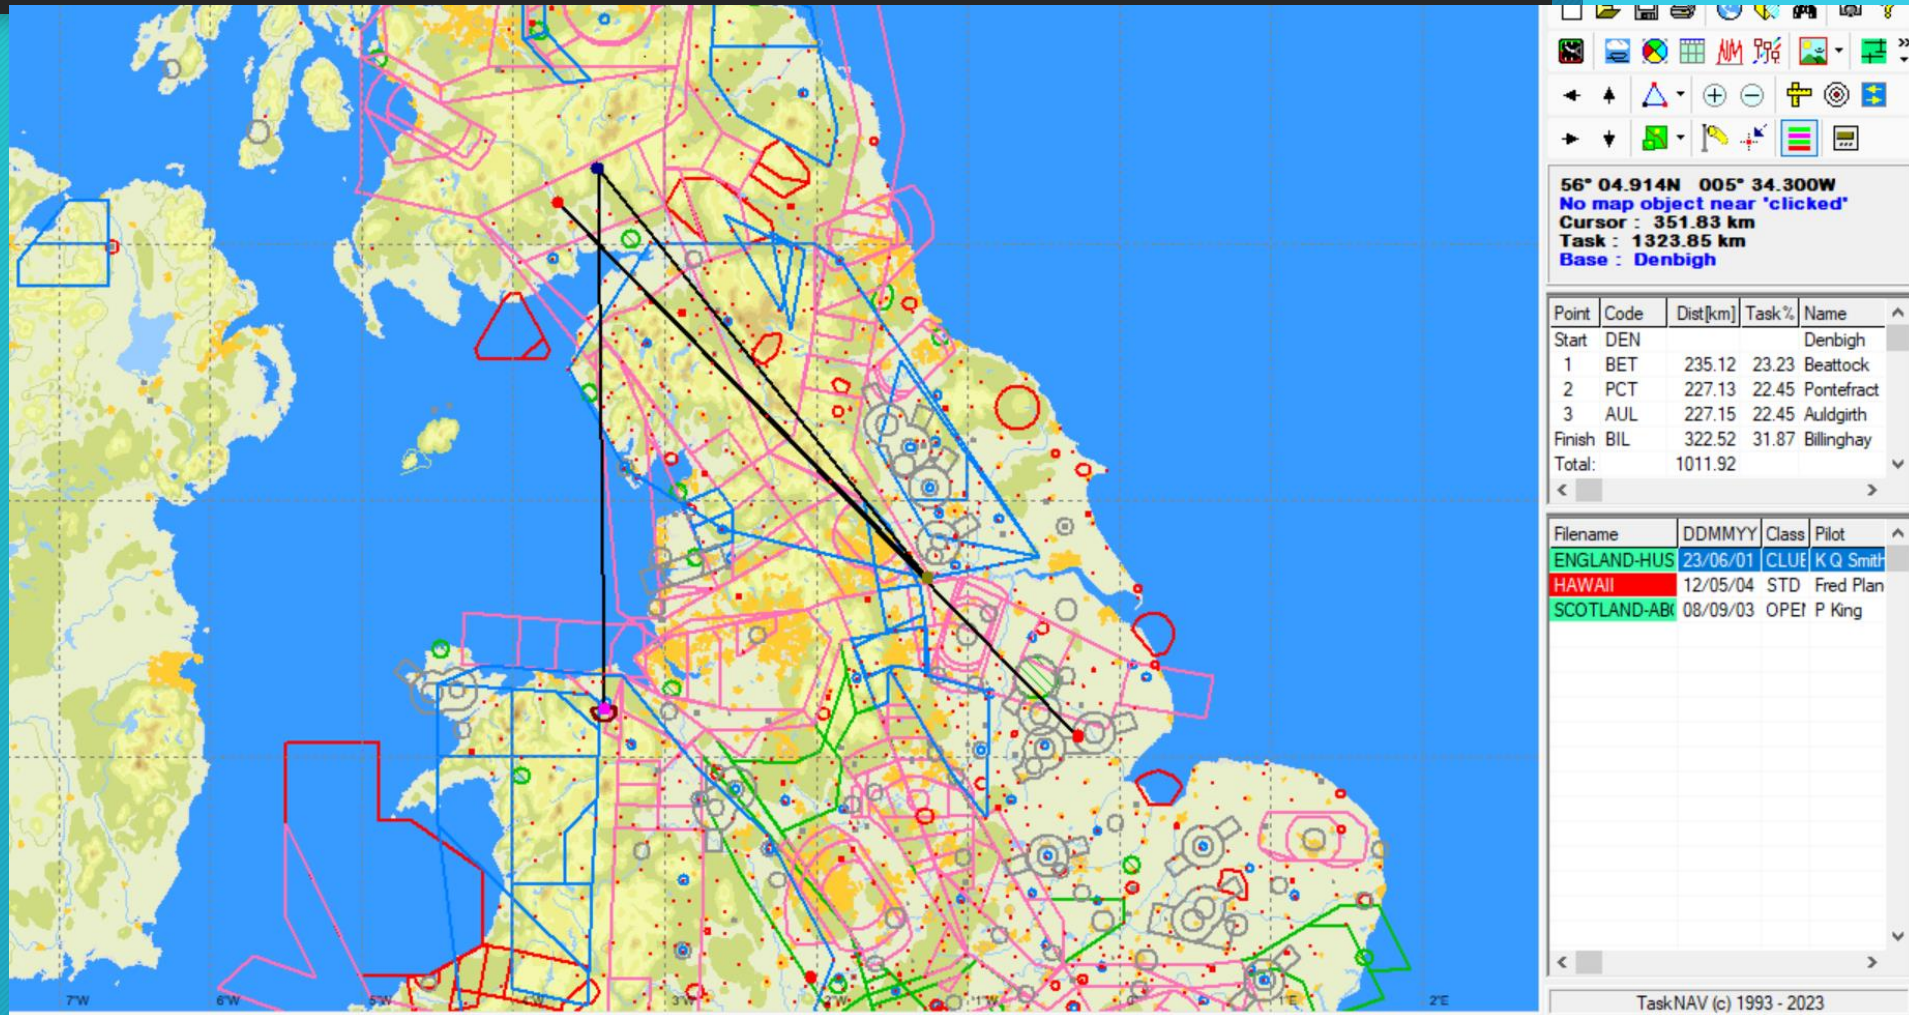 56° 04.914N 005° 34.300W
No map object near 'clicked'
Cursor : 351.83 km
Task : 1323.85 km
Base : Denbigh
Point Code Dist[km] Task% Name
Start DEN Denbigh
1 BET 235.12 23.23 Beattock
2 PCT 227.13 22.45 Pontefract
3 AUL 227.15 22.45 Auldgirth
Finish BIL 322.52 31.87 Billinghay
Total: 1011.92
Filename DDMMYY Class Pilot
ENGLAND-HUS 23/06/01 CLUE K Q Smith
HAWAII 12/05/04 STD Fred Plan
SCOTLAND-AB 08/09/03 OPEI P King
7°W 6°W 5°W 4°W 3°W 2°W 1°W 0° 1°E 2°E
TaskNAV (c) 1993 - 2023